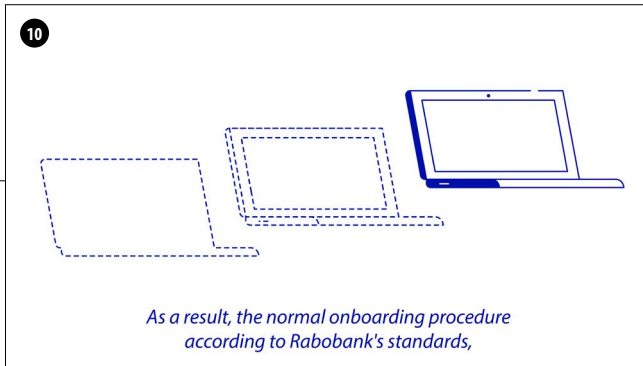 10
As a result, the normal onboarding procedure
according to Rabobank's standards,